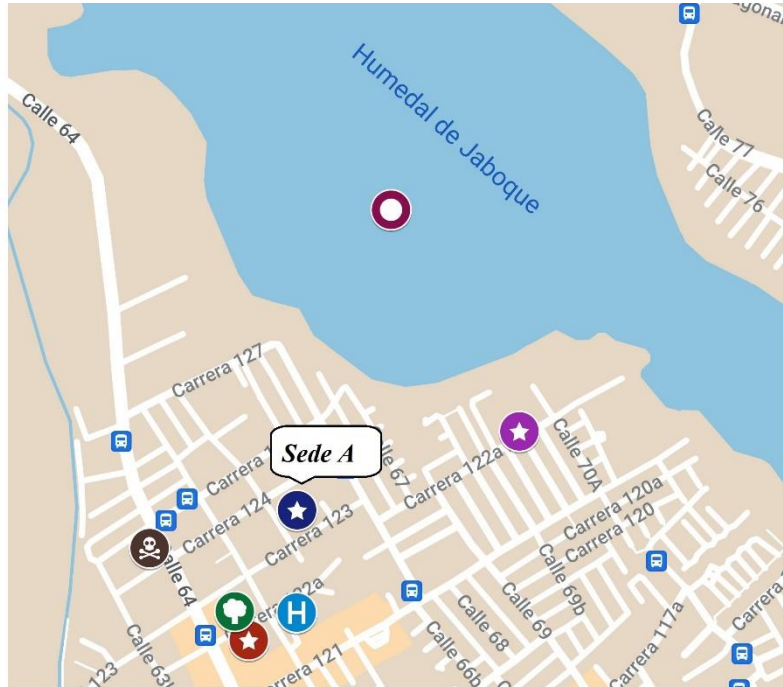 Calle 64
Humedal de Jaboque
Calle 77
Calle 76
Carrera 127
Sede A
Carrera
Calle 67
Carrera 122a
Calle 70A
Carrera 124
Carrera 123
Carrera 120a
Carrera 120
Calle 64
H
Calle 69b
Calle 69
Calle 68
Carrera 117a
Calle 66b
Carrera 121
123